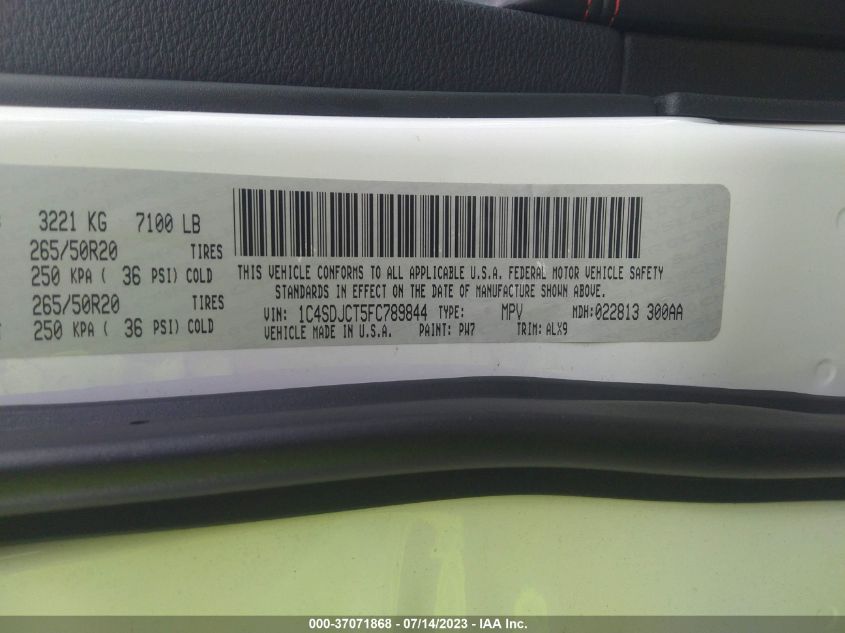 3221 KG 7100 LB
265/50R20 TIRES
250 KPA ( 36 PSI) COLD
265/50R20 TIRES
250 KPA ( 36 PSI) COLD
THIS VEHICLE CONFORMS TO ALL APPLICABLE U.S.A. FEDERAL MOTOR VEHICLE SAFETY
STANDARDS IN EFFECT ON THE DATE OF MANUFACTURE SHOWN ABOVE.
VIN: 1C4SDJCT5FC789844 TYPE: MPV MDH:022813 300AA
VEHICLE MADE IN U.S.A. PAINT: PW7 TRIM: ALX9
000-37071868 - 07/14/2023 - IAA Inc.